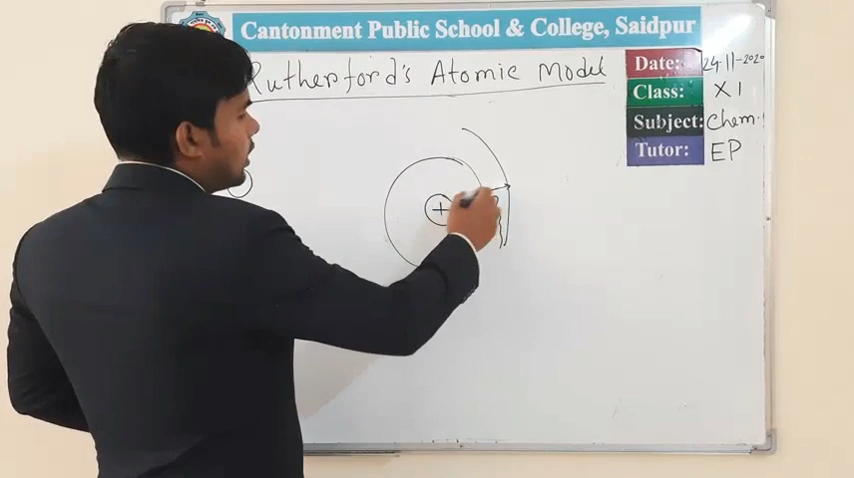 Cantonment Public School & College, Saidpur
Rutherford's Atomic Model
Date: 24-11-2020
Class: XI
Subject: Chem.
Tutor: EP
+